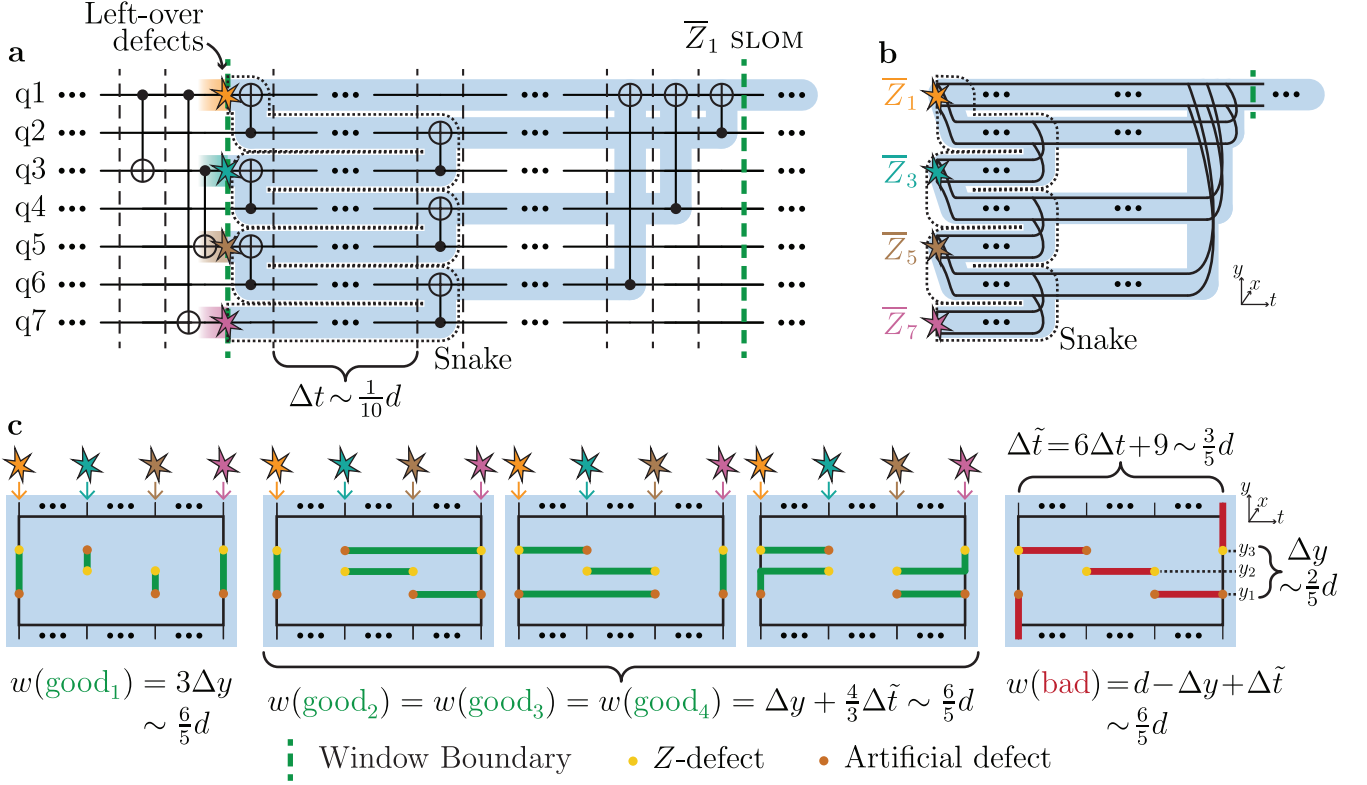 Left-over
defects
Z̅₁ SLOM
a
q1
q2
q3
q4
q5
q6
q7
Snake
Δt ∼ 1/10 d
b
Z̅₁
Z̅₃
Z̅₅
Z̅₇
Snake
y
x
t
c
w(good₁) = 3Δy
∼ 6/5 d
w(good₂) = w(good₃) = w(good₄) = Δy + 4/3 Δt̃ ∼ 6/5 d
Δt̃ = 6Δt + 9 ∼ 3/5 d
y
x
t
y₃
y₂
y₁
Δy
∼ 2/5 d
w(bad) = d − Δy + Δt̃
∼ 6/5 d
Window Boundary
Z-defect
Artificial defect